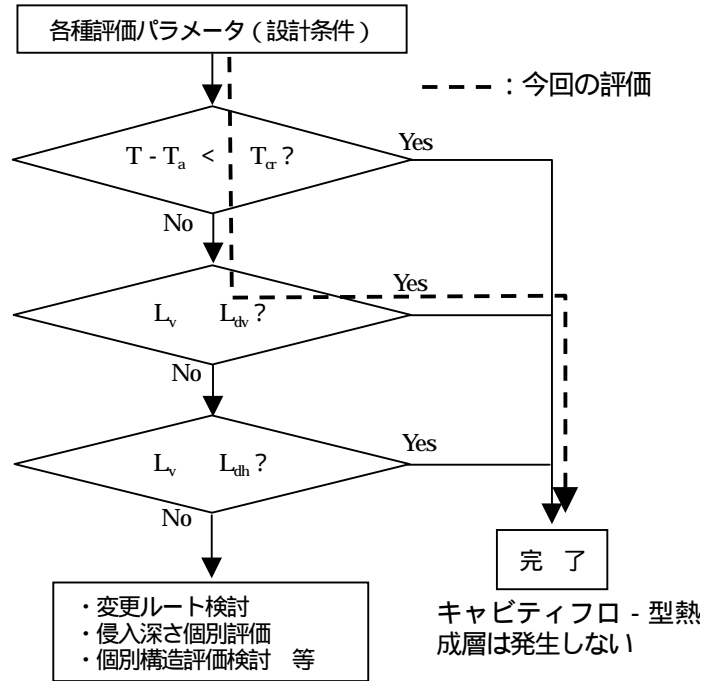 各種評価パラメータ(設計条件)
- - - - :今回の評価
T - Tₐ < T꜀ᵣ?
Yes
No
Lᵥ L_dv?
Yes
No
Lᵥ L_dh?
Yes
No
完 了
・変更ルート検討
・侵入深さ個別評価
・個別構造評価検討 等
キャビティフロ - 型熱
成層は発生しない